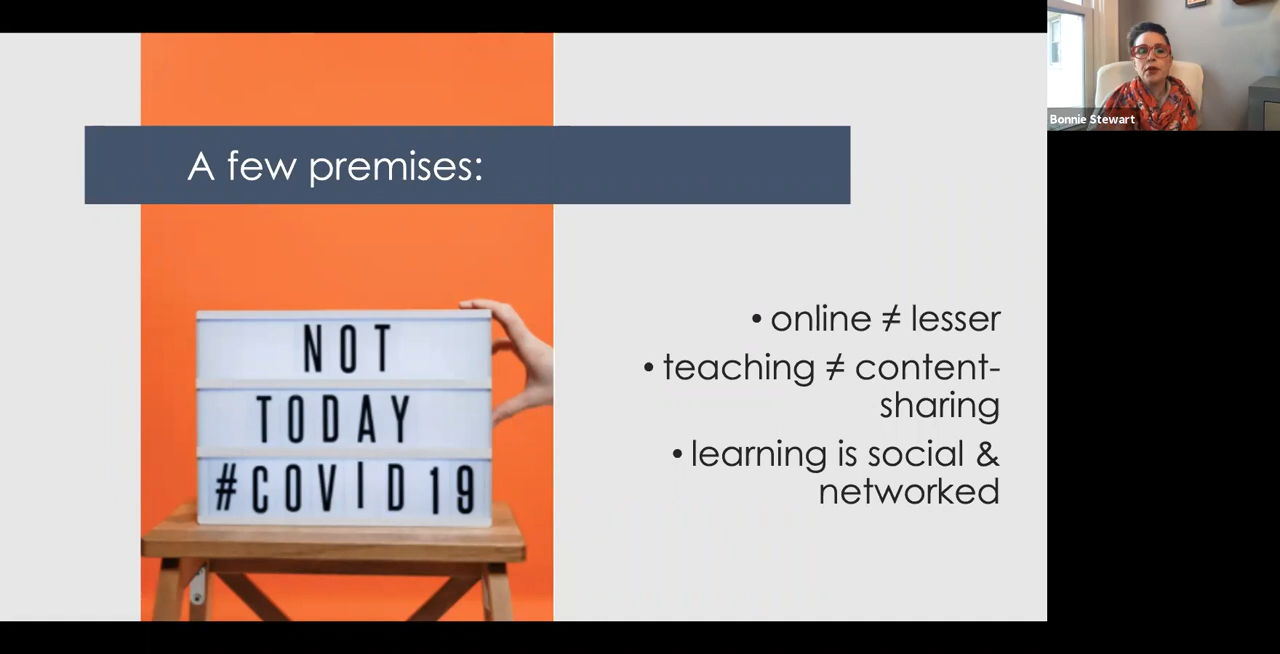 A few premises:
NOT
TODAY
#COVID19
• online ≠ lesser
• teaching ≠ content-
sharing
• learning is social &
networked
Bonnie Stewart